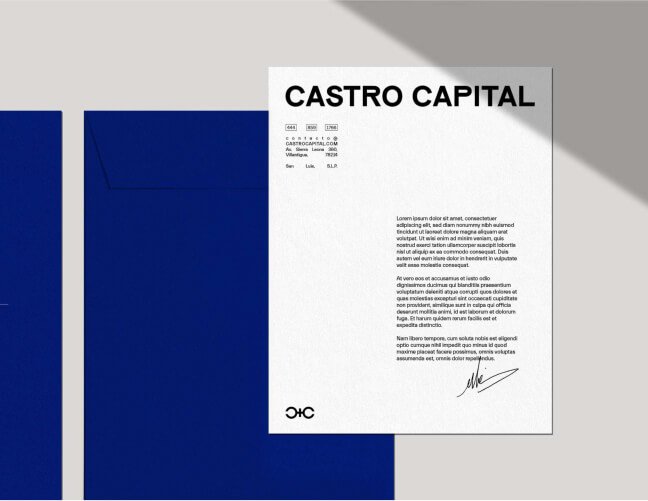 CASTRO CAPITAL
444 858 1798
contacto@
CASTROCAPITAL.COM
Av. Sierra Leona 360,
Villantigua, 78214
San Luis, S.L.P.
Lorem ipsum dolor sit amet, consectetuer
adipiscing elit, sed diam nonummy nibh euismod
tincidunt ut laoreet dolore magna aliquam erat
volutpat. Ut wisi enim ad minim veniam, quis
nostrud exerci tation ullamcorper suscipit lobortis
nisl ut aliquip ex ea commodo consequat. Duis
autem vel eum iriure dolor in hendrerit in vulputate
velit esse molestie consequat.
At vero eos et accusamus et iusto odio
dignissimos ducimus qui blanditiis praesentium
voluptatum deleniti atque corrupti quos dolores et
quas molestias excepturi sint occaecati cupiditate
non provident, similique sunt in culpa qui officia
deserunt mollitia animi, id est laborum et dolorum
fuga. Et harum quidem rerum facilis est et
expedita distinctio.
Nam libero tempore, cum soluta nobis est eligendi
optio cumque nihil impedit quo minus id quod
maxime placeat facere possimus, omnis voluptas
assumenda est, omnis dolor repellendus.
C+C